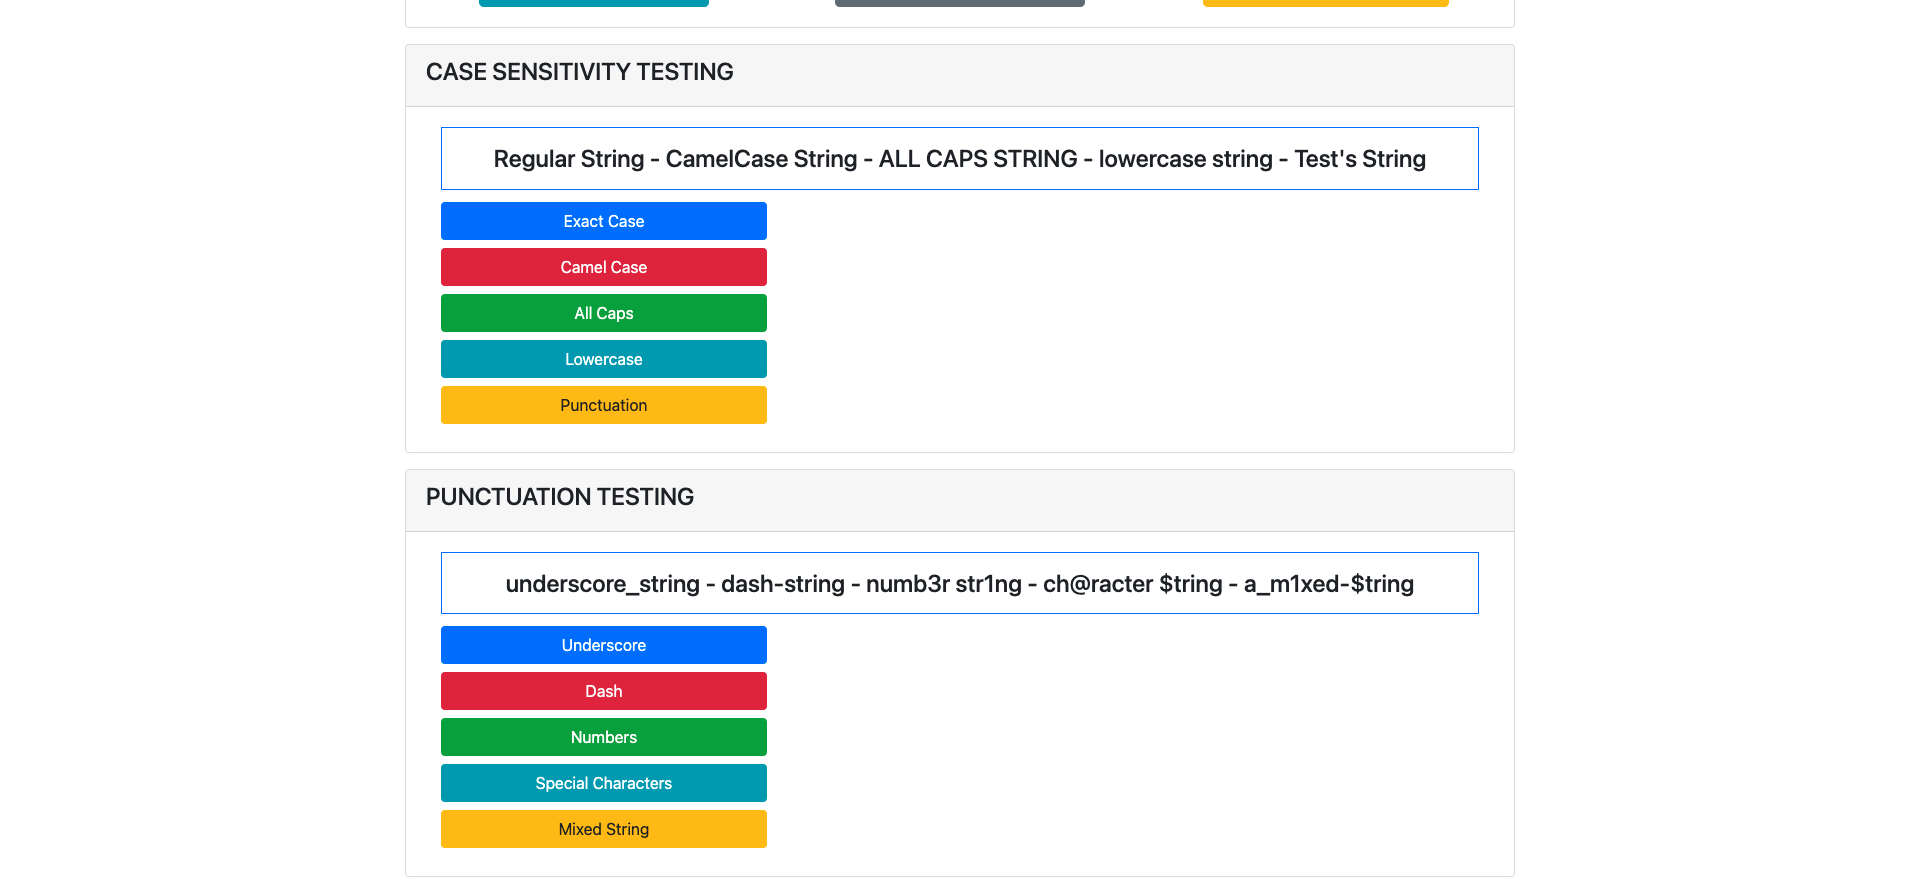 CASE SENSITIVITY TESTING
Regular String - CamelCase String - ALL CAPS STRING - lowercase string - Test's String
Exact Case
Camel Case
All Caps
Lowercase
Punctuation
PUNCTUATION TESTING
underscore_string - dash-string - numb3r str1ng - ch@racter $tring - a_m1xed-$tring
Underscore
Dash
Numbers
Special Characters
Mixed String